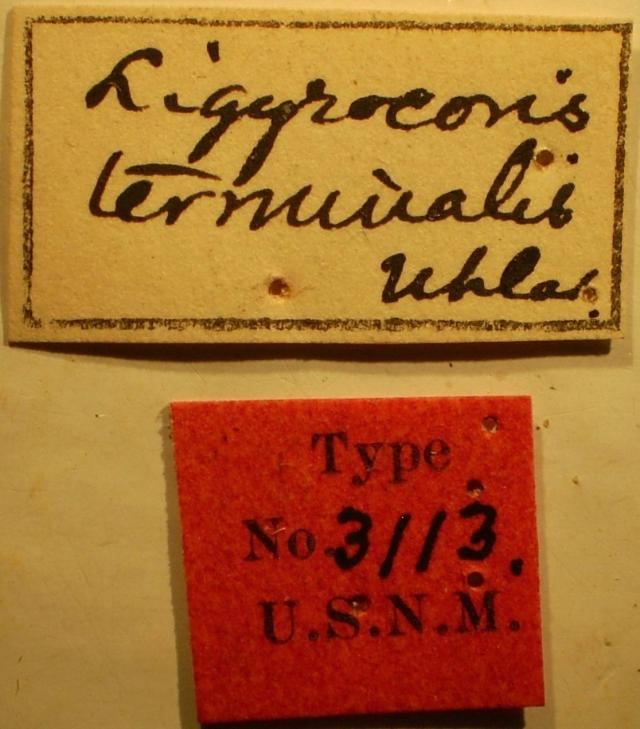 Ligyrocoris
terminalis
Uhler.
Type
No. 3113.
U.S.N.M.